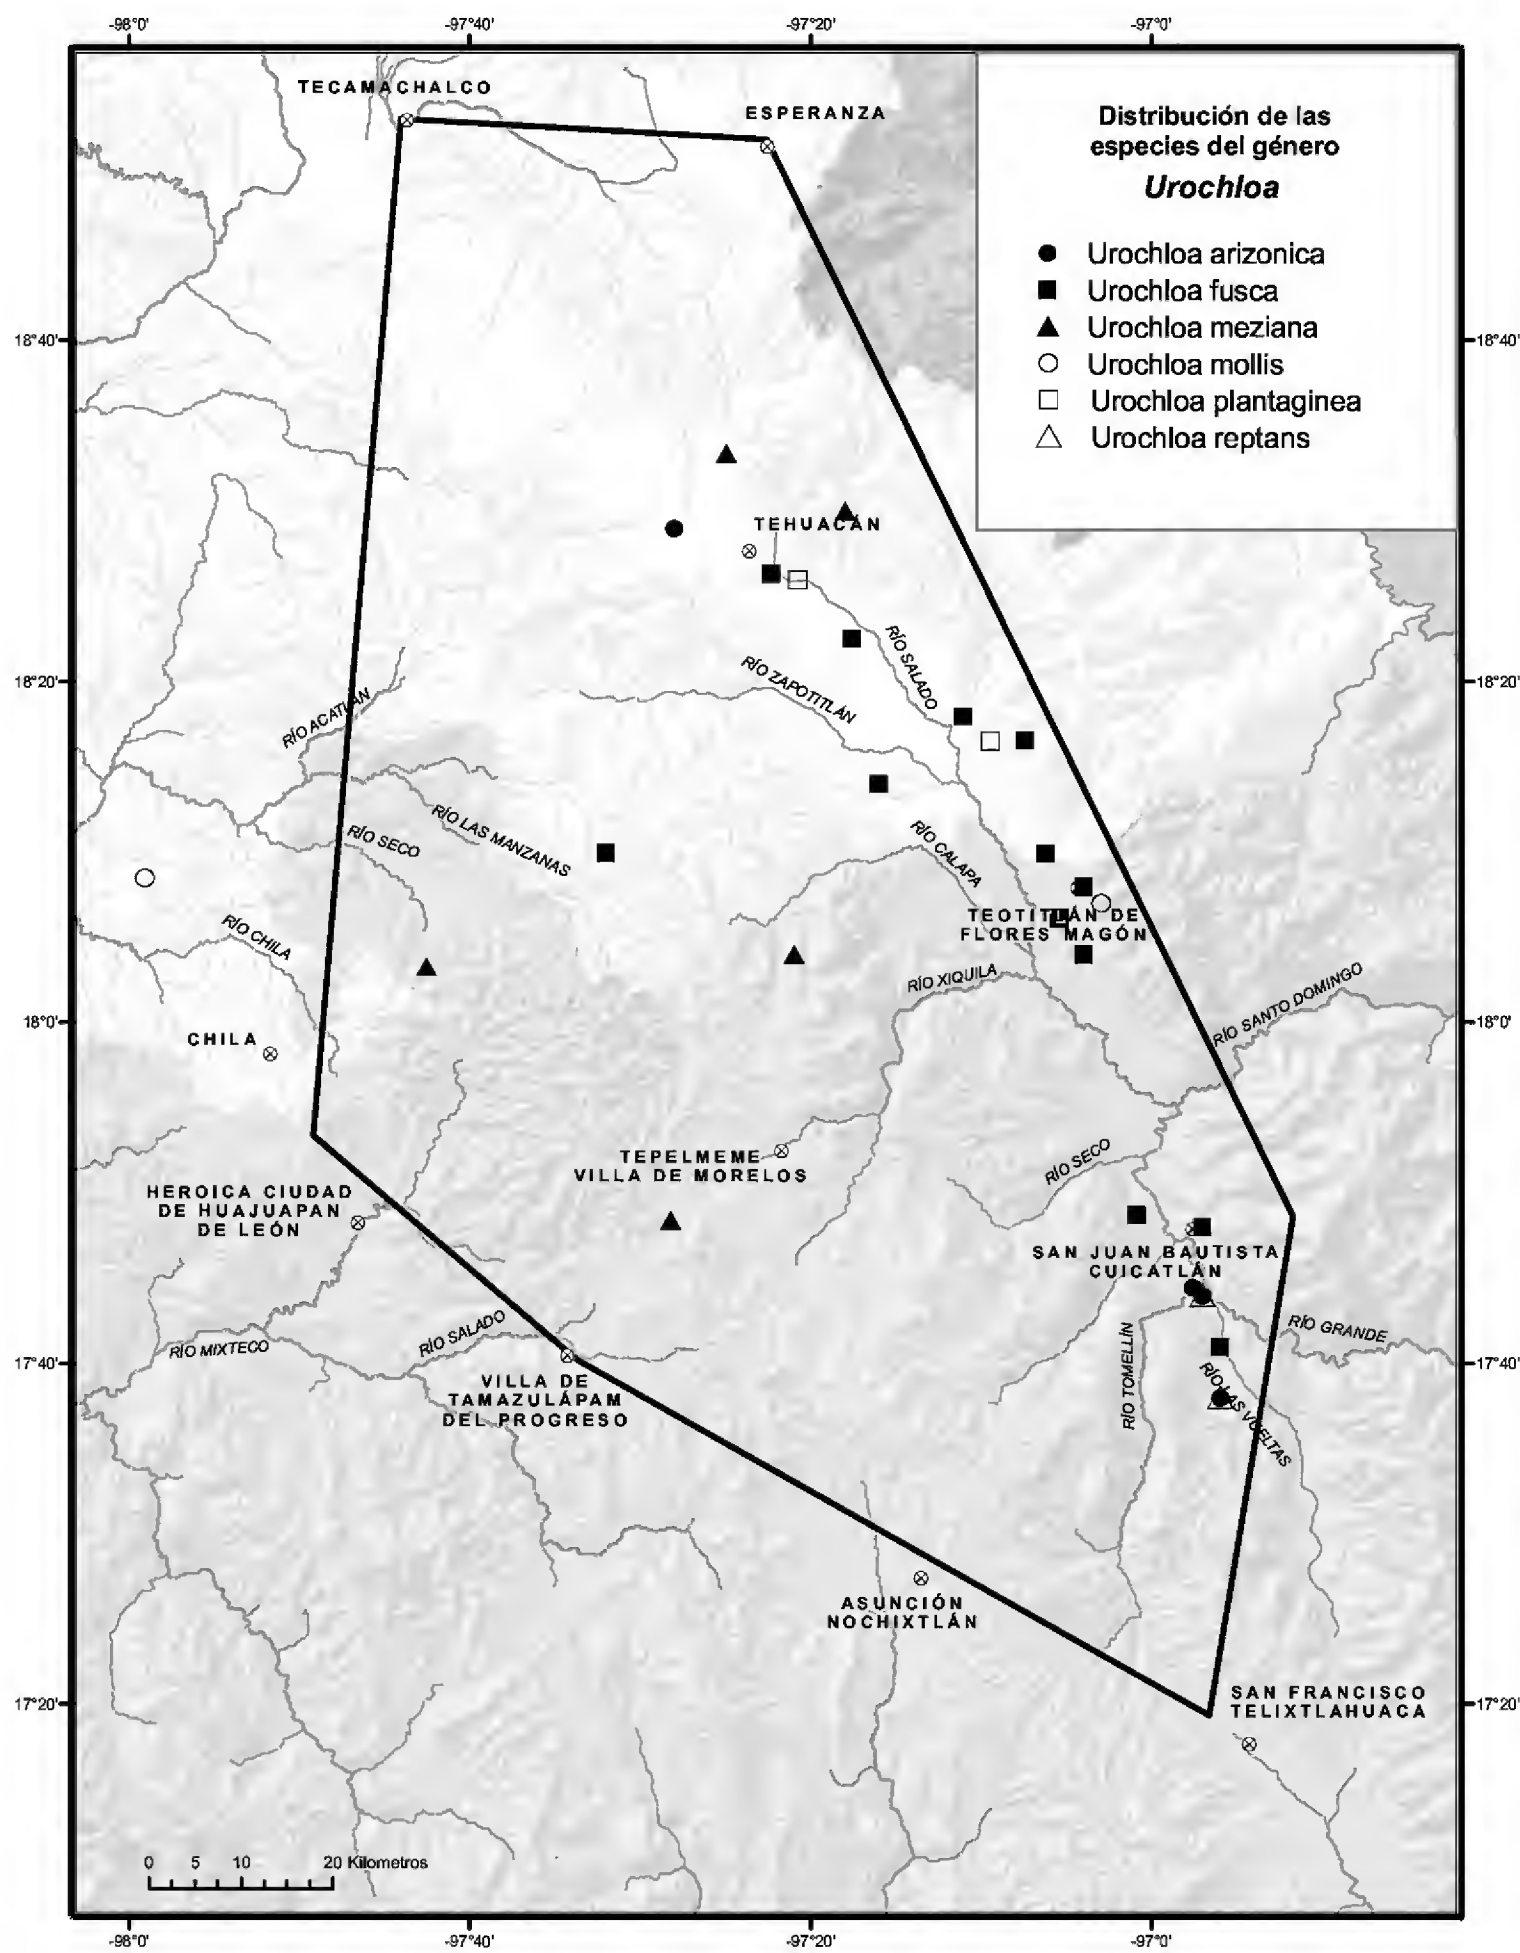 -98°0'
-97°40'
-97°20'
-97°0'
TECAMACHALCO
ESPERANZA
Distribución de las
especies del género
Urochloa
Urochloa arizonica
Urochloa fusca
Urochloa meziana
Urochloa mollis
Urochloa plantaginea
Urochloa reptans
18°40'
18°40'
TEHUACÁN
RÍO SALADO
RÍO ZAPOTITLÁN
18°20'
18°20'
RÍO ACATLÁN
RÍO LAS MANZANAS
RÍO SECO
RÍO CALAPA
RÍO CHILA
TEOTITLÁN DE
FLORES MAGÓN
RÍO XIQUILA
RÍO SANTO DOMINGO
18°0'
18°0'
CHILA
TEPELMEME
VILLA DE MORELOS
RÍO SECO
HEROICA CIUDAD
DE HUAJUAPAN
DE LEÓN
SAN JUAN BAUTISTA
CUICATLÁN
RÍO MIXTECO
RÍO SALADO
RÍO GRANDE
RÍO TOMELLÍN
17°40'
17°40'
VILLA DE
TAMAZULÁPAM
DEL PROGRESO
RÍO LAS VUELTAS
ASUNCIÓN
NOCHIXTLÁN
SAN FRANCISCO
TELIXTLAHUACA
17°20'
17°20'
0 5 10 20 Kilometros
-98°0'
-97°40'
-97°20'
-97°0'